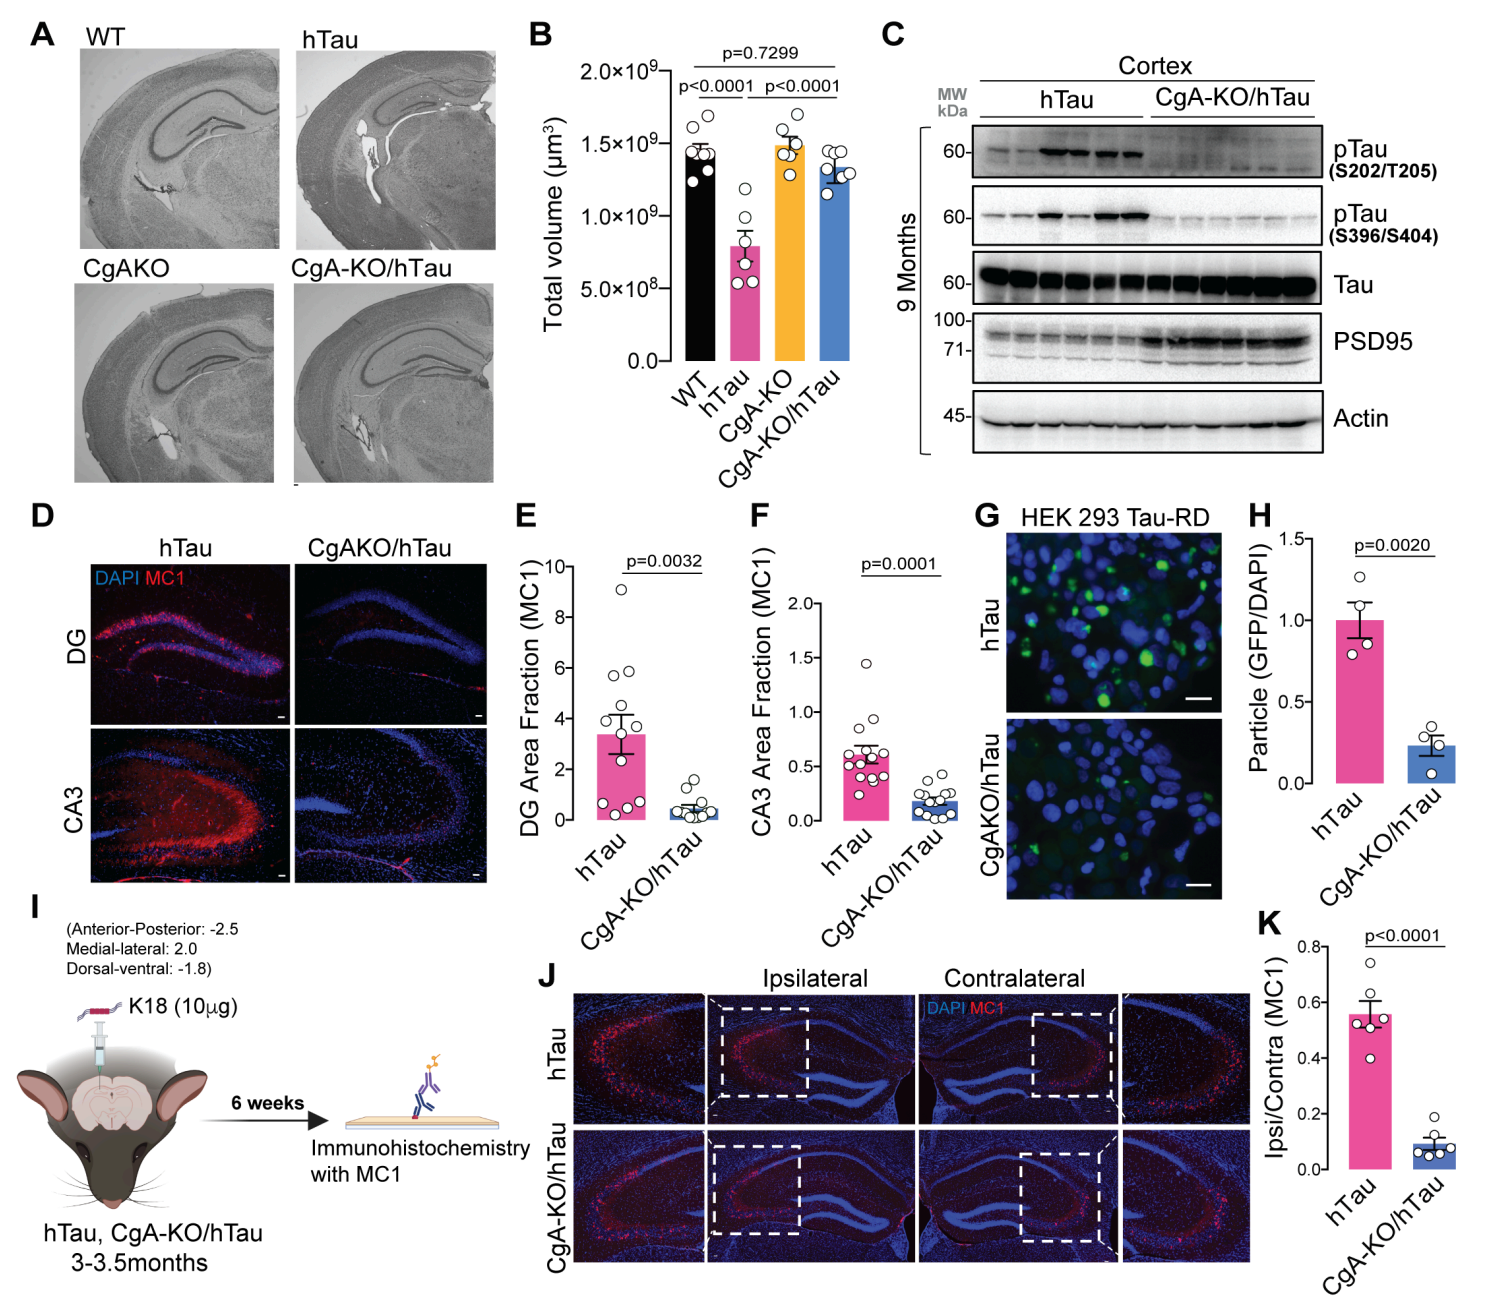 A
WT
hTau
CgAKO
CgA-KO/hTau
B
p=0.7299
p<0.0001 p<0.0001
Total volume (µm³)
2.0×10⁹
1.5×10⁹
1.0×10⁹
5.0×10⁸
0.0
WT
hTau
CgA-KO
CgA-KO/hTau
C
Cortex
MW
kDa
hTau
CgA-KO/hTau
9 Months
60-
pTau
(S202/T205)
60-
pTau
(S396/S404)
60-
Tau
100-
71-
PSD95
45-
Actin
D
hTau
CgAKO/hTau
DAPI MC1
DG
CA3
E
p=0.0032
DG Area Fraction (MC1)
10
8
6
4
2
0
hTau
CgA-KO/hTau
F
p=0.0001
CA3 Area Fraction (MC1)
2.0
1.5
1.0
0.5
0.0
hTau
CgA-KO/hTau
G
HEK 293 Tau-RD
hTau
CgAKO/hTau
H
p=0.0020
Particle (GFP/DAPI)
1.5
1.0
0.5
0.0
hTau
CgA-KO/hTau
I
(Anterior-Posterior: -2.5
Medial-lateral: 2.0
Dorsal-ventral: -1.8)
K18 (10µg)
6 weeks
Immunohistochemistry
with MC1
hTau, CgA-KO/hTau
3-3.5months
J
Ipsilateral
Contralateral
DAPI MC1
hTau
CgA-KO/hTau
K
p<0.0001
Ipsi/Contra (MC1)
0.8
0.6
0.4
0.2
0.0
hTau
CgA-KO/hTau